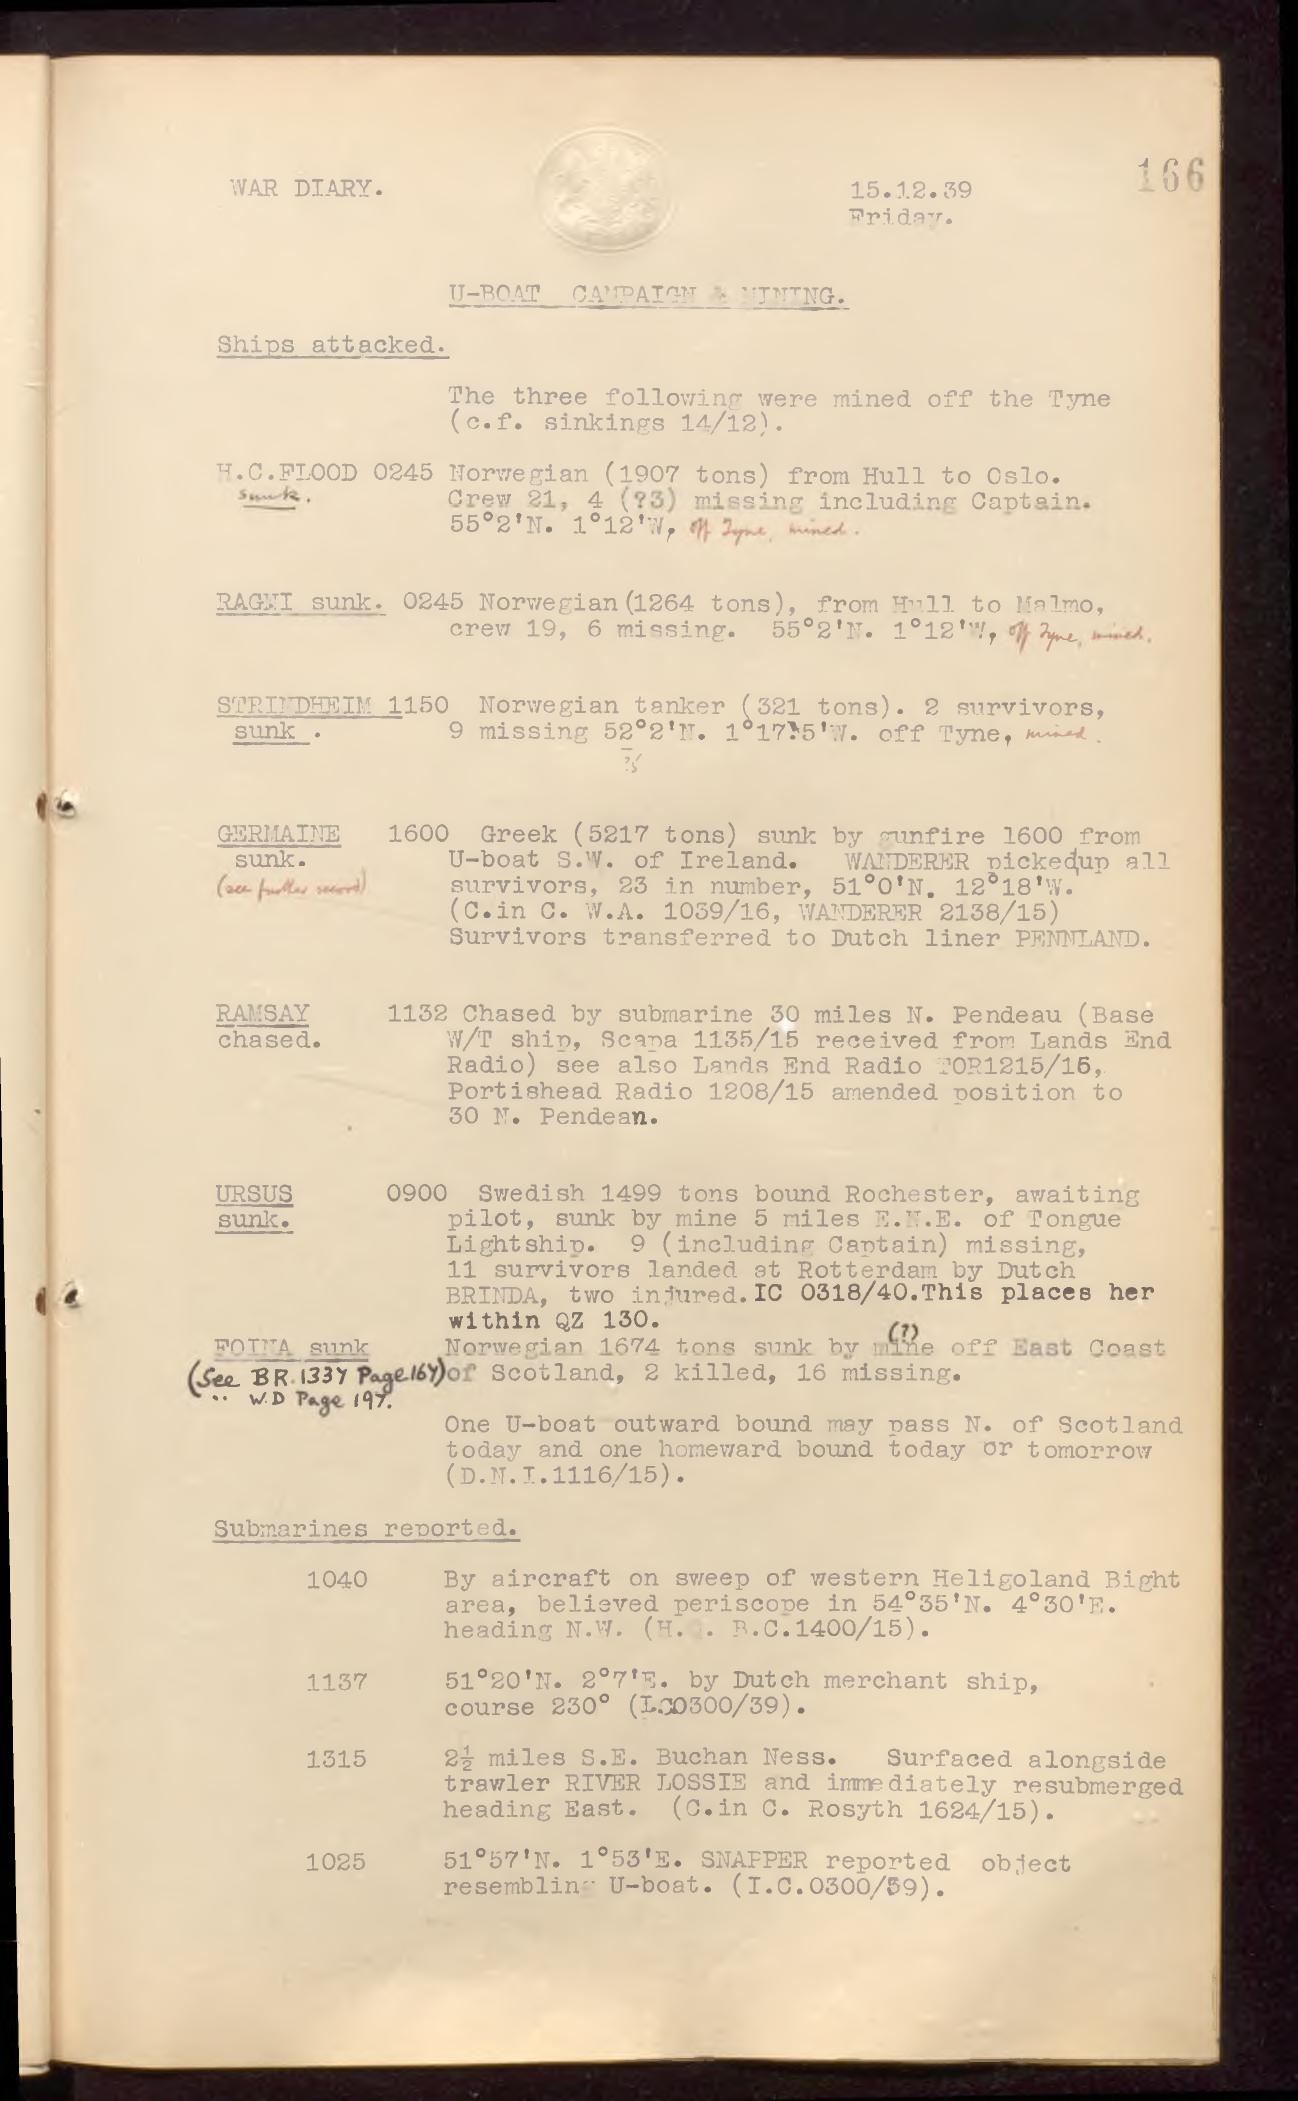 166
WAR DIARY.
15.12.39
Friday.
U-BOAT CAMPAIGN & MINING.
Ships attacked.
The three following were mined off the Tyne
(c.f. sinkings 14/12).
H.C.FLOOD 0245 Norwegian (1907 tons) from Hull to Oslo.
sunk. Crew 21, 4 (?3) missing including Captain.
55°2'N. 1°12'W, off Tyne, mined.
RAGNI sunk. 0245 Norwegian (1264 tons), from Hull to Malmo,
crew 19, 6 missing. 55°2'N. 1°12'W, off Tyne, mined.
STRINDHEIM 1150 Norwegian tanker (321 tons). 2 survivors,
sunk . 9 missing 52°2'N. 1°17.5'W. off Tyne, mined.
?5
GERMAINE 1600 Greek (5217 tons) sunk by gunfire 1600 from
sunk. U-boat S.W. of Ireland. WANDERER picked up all
(see further record) survivors, 23 in number, 51°0'N. 12°18'W.
(C.in C. W.A. 1039/16, WANDERER 2138/15)
Survivors transferred to Dutch liner PENNLAND.
RAMSAY 1132 Chased by submarine 30 miles N. Pendeau (Base
chased. W/T ship, Scapa 1135/15 received from Lands End
Radio) see also Lands End Radio TOR1215/15,
Portishead Radio 1208/15 amended position to
30 N. Pendean.
URSUS 0900 Swedish 1499 tons bound Rochester, awaiting
sunk. pilot, sunk by mine 5 miles E.N.E. of Tongue
Lightship. 9 (including Captain) missing,
11 survivors landed at Rotterdam by Dutch
BRINDA, two injured. IC 0318/40. This places her
within QZ 130.
(?)
FOINA sunk Norwegian 1674 tons sunk by mine off East Coast
(See BR.1337 Page 164) of Scotland, 2 killed, 16 missing.
" W.D Page 197.
One U-boat outward bound may pass N. of Scotland
today and one homeward bound today or tomorrow
(D.N.I.1116/15).
Submarines reported.
1040 By aircraft on sweep of western Heligoland Bight
area, believed periscope in 54°35'N. 4°30'E.
heading N.W. (H. . B.C.1400/15).
1137 51°20'N. 2°7'E. by Dutch merchant ship,
course 230° (I.C0300/39).
1315 2½ miles S.E. Buchan Ness. Surfaced alongside
trawler RIVER LOSSIE and immediately resubmerged
heading East. (C.in C. Rosyth 1624/15).
1025 51°57'N. 1°53'E. SNAPPER reported object
resembling U-boat. (I.C.0300/39).